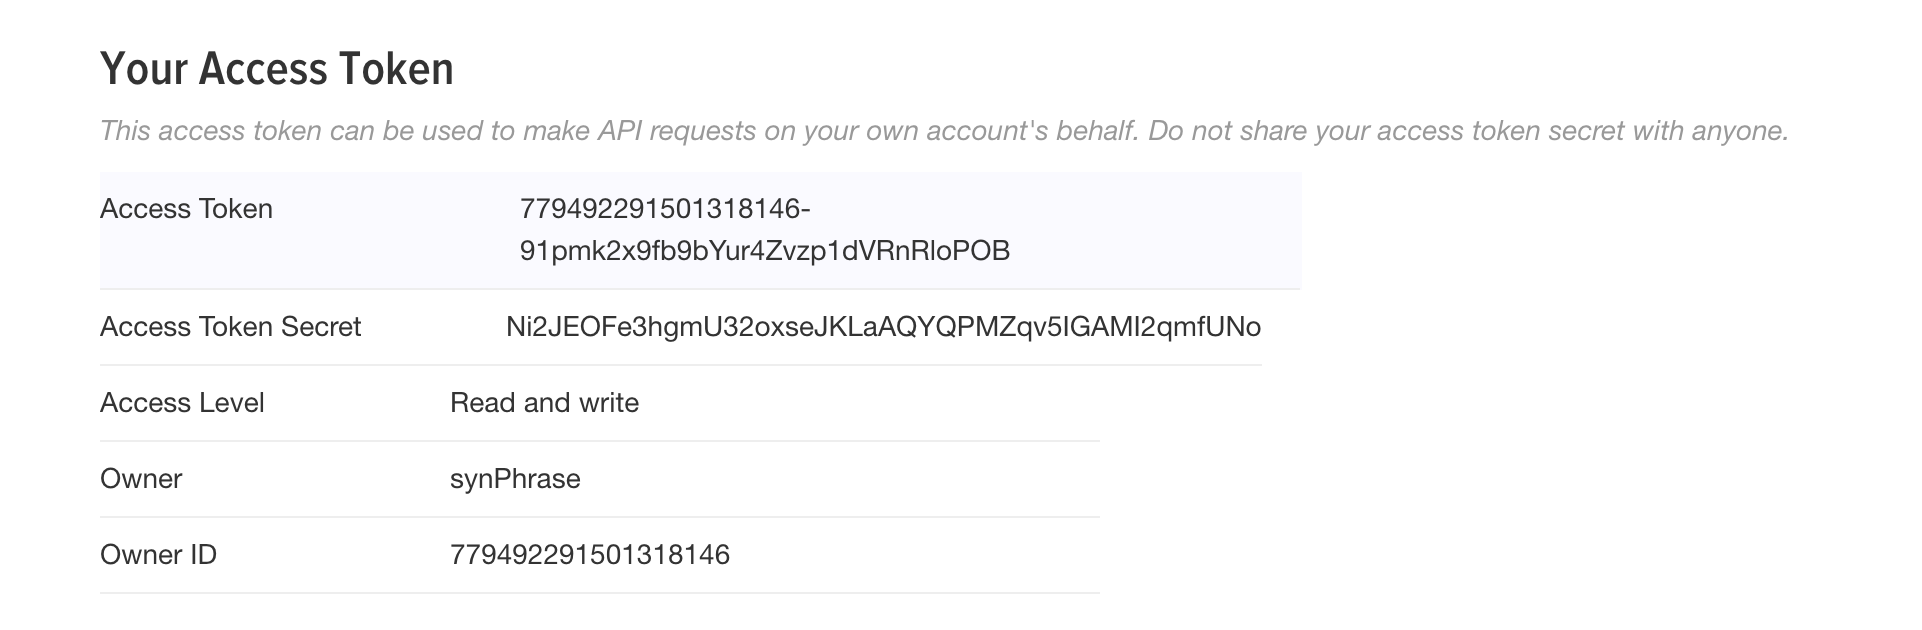 Your Access Token
This access token can be used to make API requests on your own account's behalf. Do not share your access token secret with anyone.
Access Token 779492291501318146-
91pmk2x9fb9bYur4Zvzp1dVRnRloPOB
Access Token Secret Ni2JEOFe3hgmU32oxseJKLaAQYQPMZqv5IGAMI2qmfUNo
Access Level Read and write
Owner synPhrase
Owner ID 779492291501318146